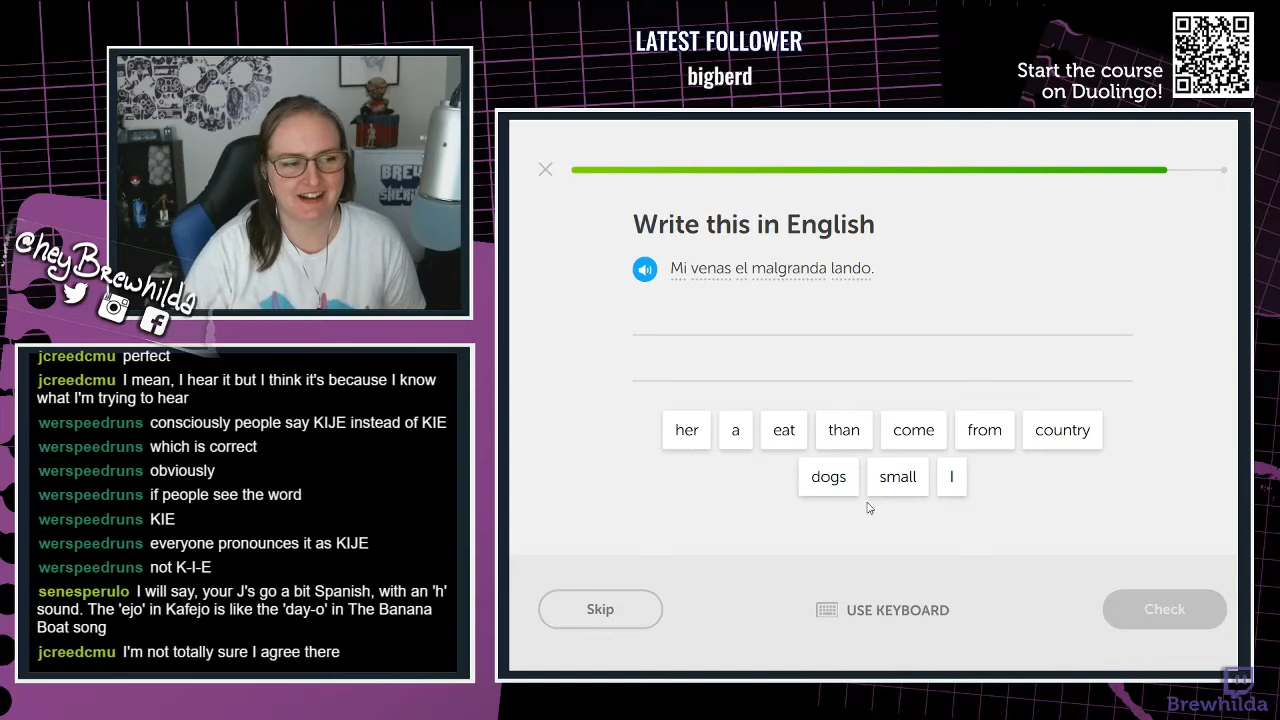 LATEST FOLLOWER
bigberd
Start the course
on Duolingo!
@heyBrewhilda
jcreedcmu perfect
jcreedcmu I mean, I hear it but I think it's because I know
what I'm trying to hear
werspeedruns consciously people say KIJE instead of KIE
werspeedruns which is correct
werspeedruns obviously
werspeedruns if people see the word
werspeedruns KIE
werspeedruns everyone pronounces it as KIJE
werspeedruns not K-I-E
senesperulo I will say, your J's go a bit Spanish, with an 'h'
sound. The 'ejo' in Kafejo is like the 'day-o' in The Banana
Boat song
jcreedcmu I'm not totally sure I agree there
Write this in English
Mi venas el malgranda lando.
her a eat than come from country
dogs small I
Skip
USE KEYBOARD
Check
Brewhilda